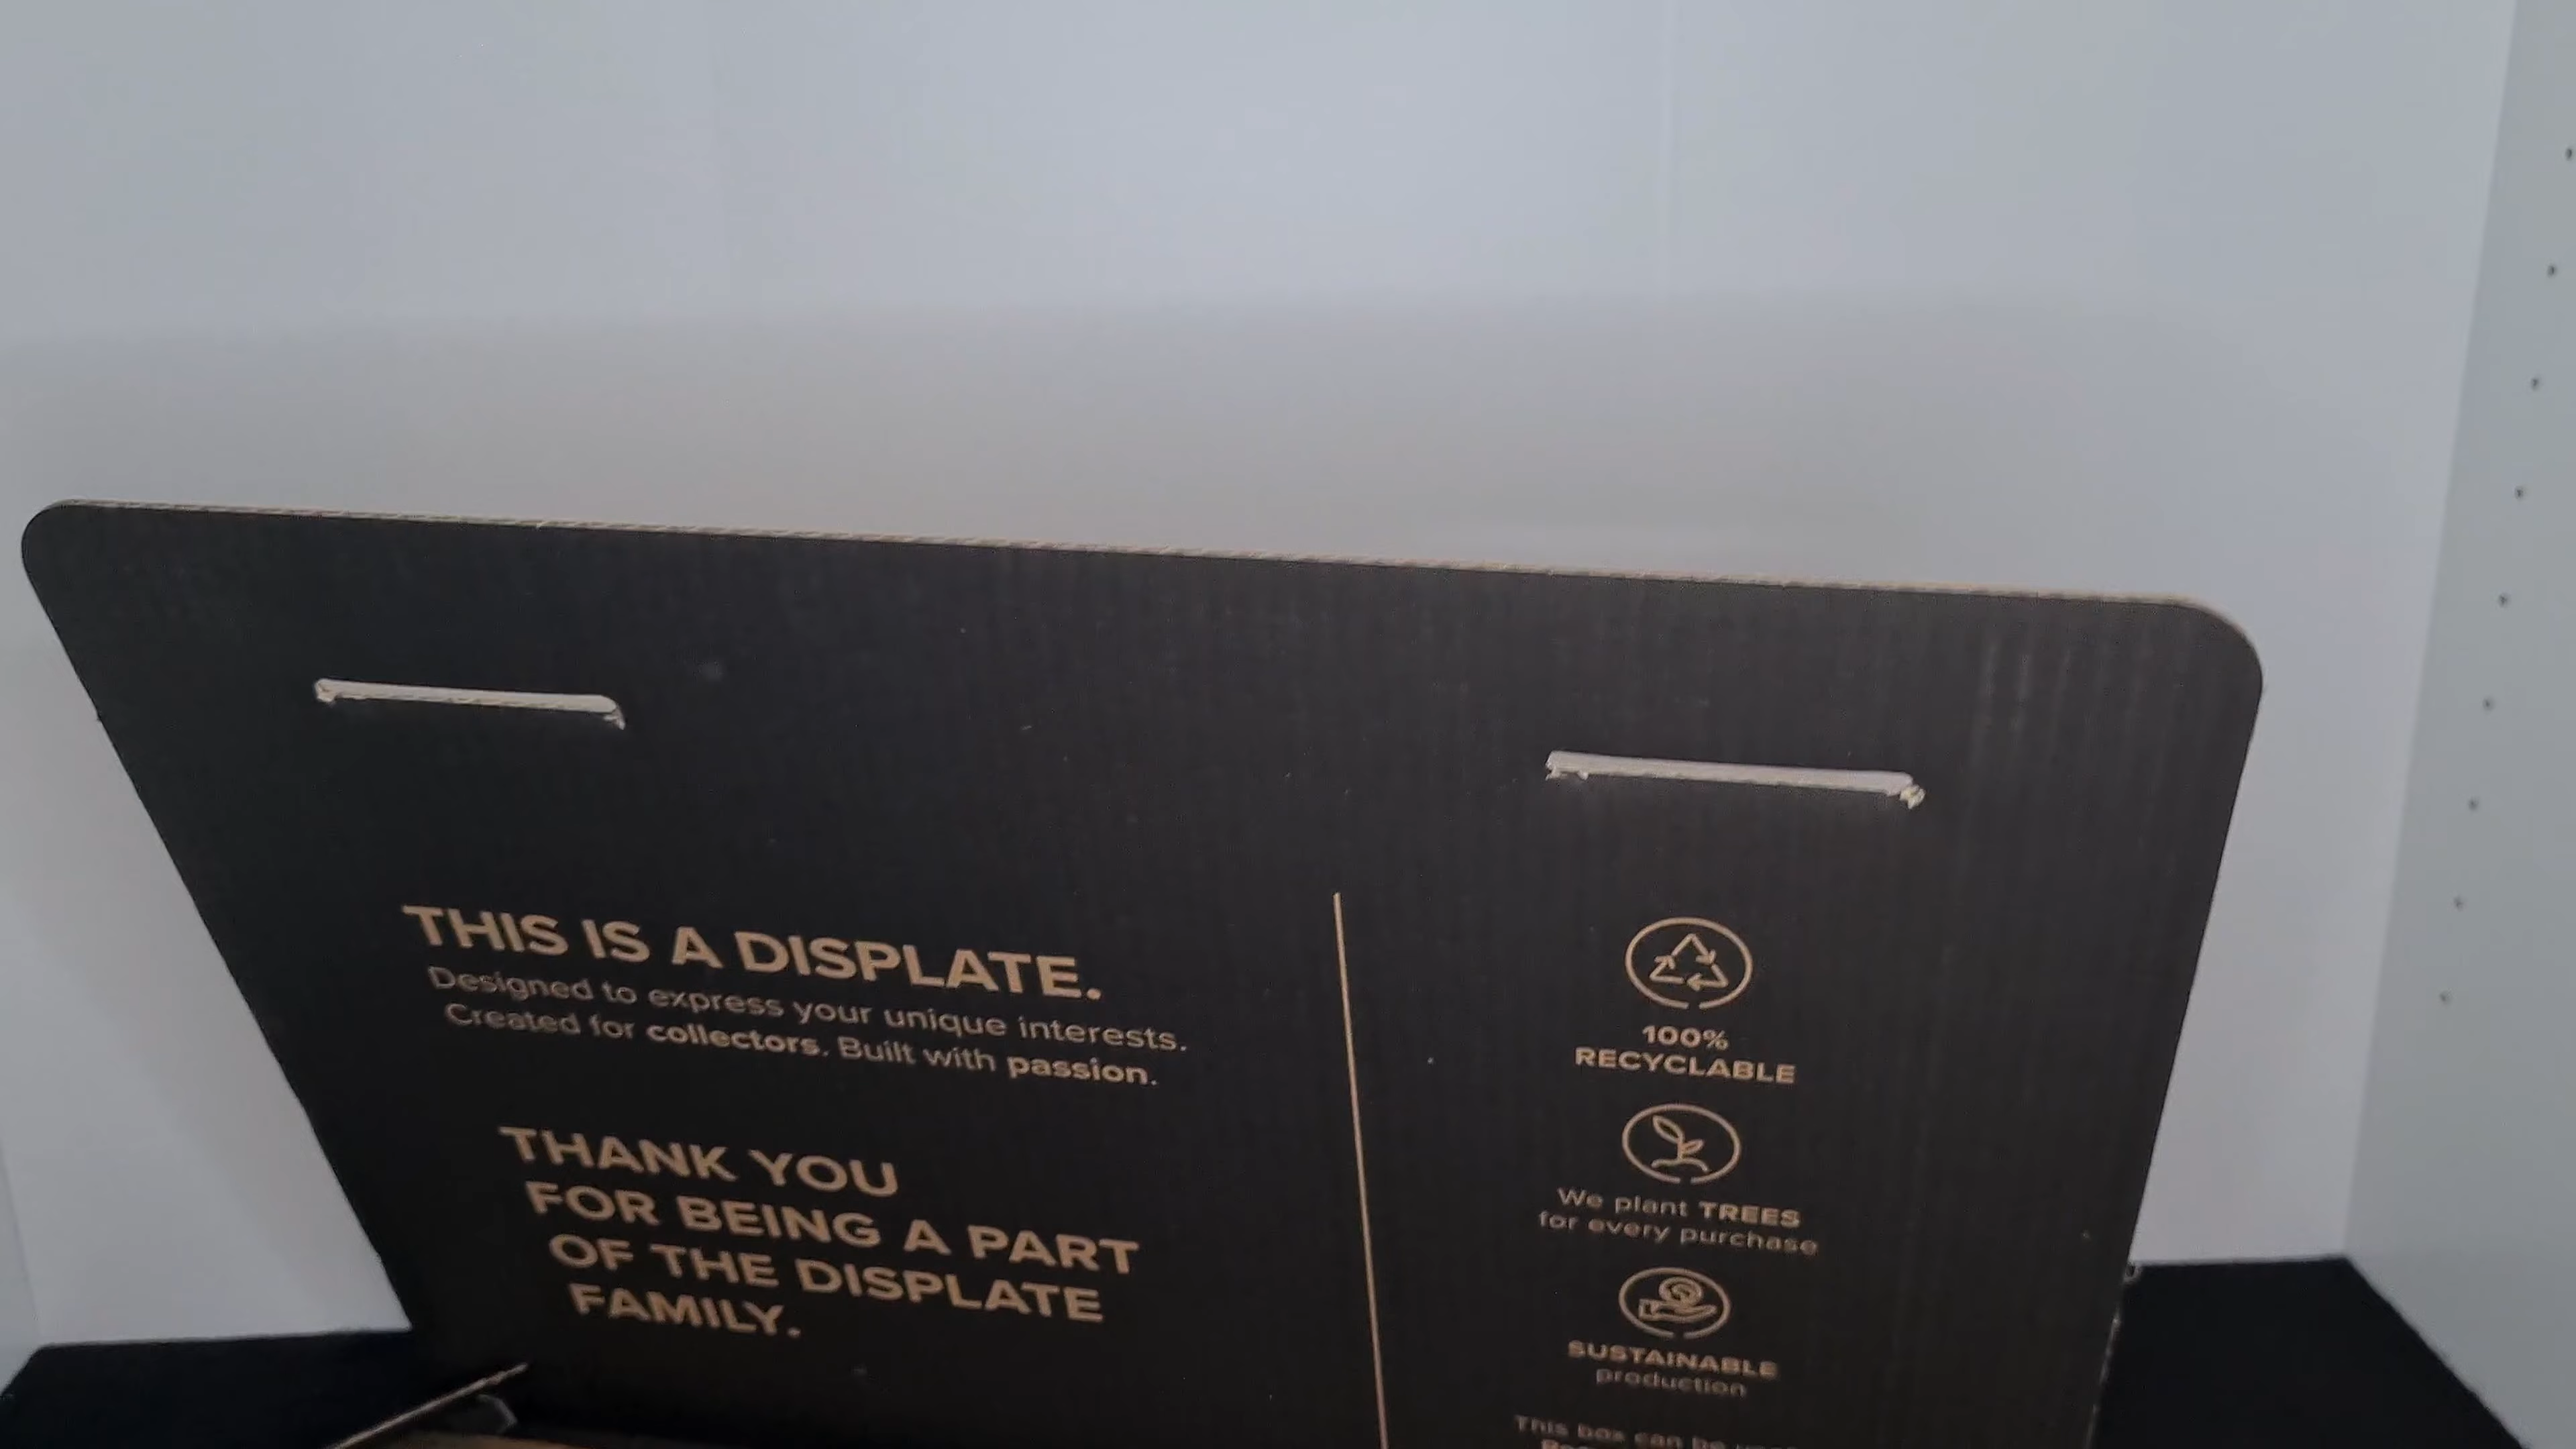 THIS IS A DISPLATE.
Designed to express your unique interests.
Created for collectors. Built with passion.
THANK YOU
FOR BEING A PART
OF THE DISPLATE
FAMILY.
100%
RECYCLABLE
We plant TREES
for every purchase
SUSTAINABLE
production
This box can be